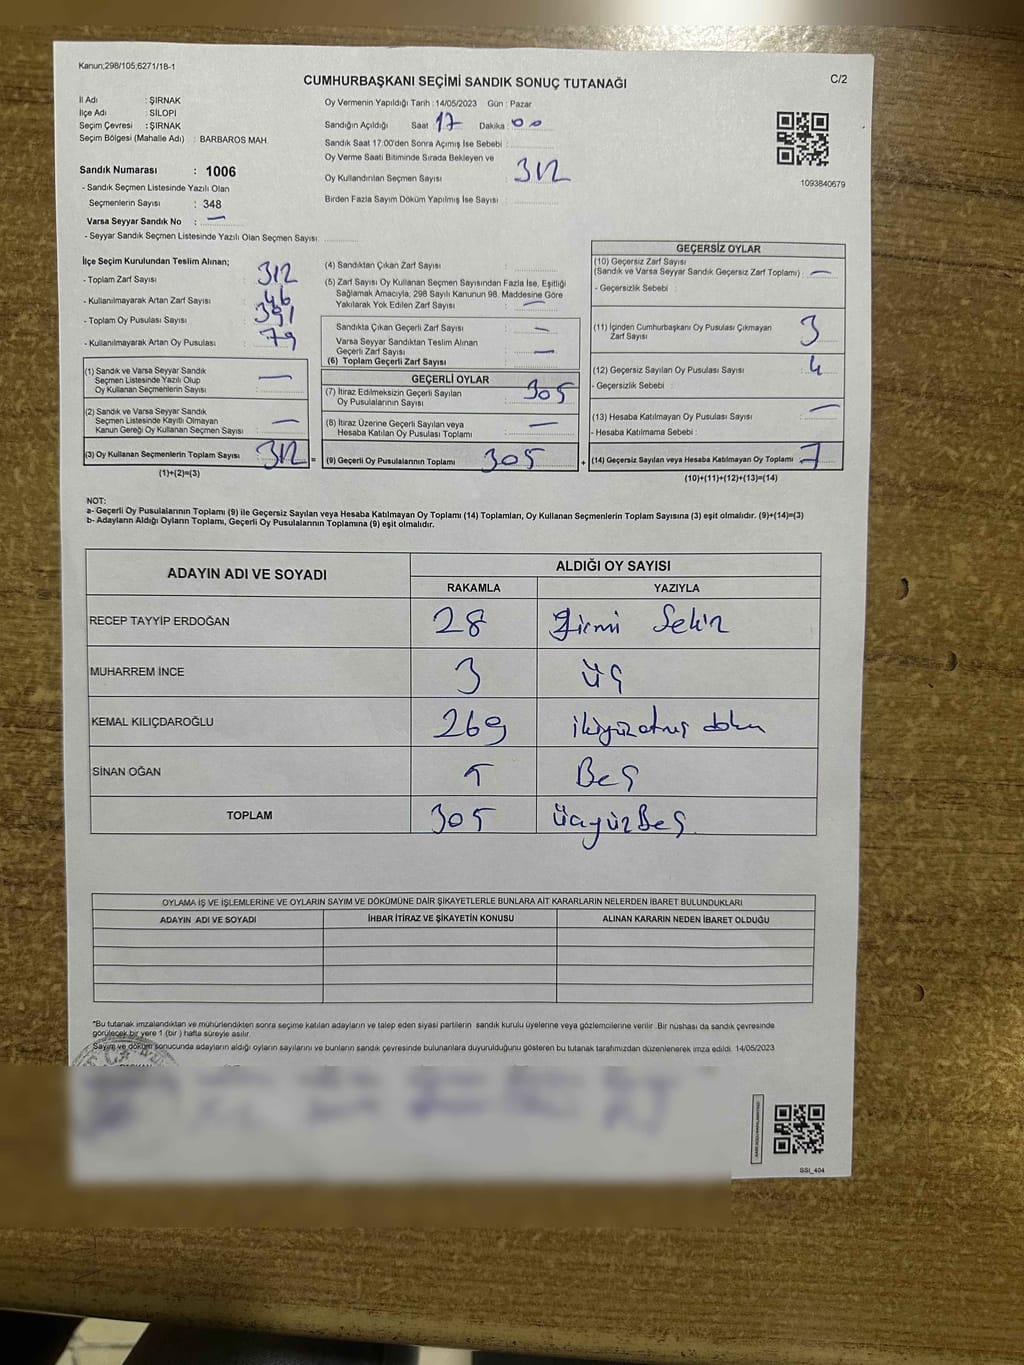 Kanun;298/105,6271/18-1
CUMHURBAŞKANI SEÇİMİ SANDIK SONUÇ TUTANAĞI
C/2
İl Adı : ŞIRNAK
İlçe Adı : SİLOPİ
Seçim Çevresi : ŞIRNAK
Seçim Bölgesi (Mahalle Adı) : BARBAROS MAH
Sandık Numarası : 1006
- Sandık Seçmen Listesinde Yazılı Olan
Seçmenlerin Sayısı : 348
Varsa Seyyar Sandık No : —
- Seyyar Sandık Seçmen Listesinde Yazılı Olan Seçmen Sayısı:
Oy Vermenin Yapıldığı Tarih : 14/05/2023 Gün : Pazar
Sandığın Açıldığı Saat : 17 Dakika : 00
Sandık Saat 17:00'den Sonra Açımış İse Sebebi :
Oy Verme Saati Bitiminde Sırada Bekleyen ve
Oy Kullandırılan Seçmen Sayısı : 312
Birden Fazla Sayım Döküm Yapılmış İse Sayısı :
1093840679
İlçe Seçim Kurulundan Teslim Alınan;
- Toplam Zarf Sayısı : 312
- Kullanılmayarak Artan Zarf Sayısı : 46
- Toplam Oy Pusulası Sayısı : 391
- Kullanılmayarak Artan Oy Pusulası : 79
(1) Sandık ve Varsa Seyyar Sandık
Seçmen Listesinde Yazılı Olup
Oy Kullanan Seçmenlerin Sayısı : —
(2) Sandık ve Varsa Seyyar Sandık
Seçmen Listesinde Kayıtlı Olmayan
Kanun Gereği Oy Kullanan Seçmen Sayısı : —
(3) Oy Kullanan Seçmenlerin Toplam Sayısı : 312 =
(1)+(2)=(3)
(4) Sandıktan Çıkan Zarf Sayısı :
(5) Zarf Sayısı Oy Kullanan Seçmen Sayısından Fazla İse, Eşitliği
Sağlamak Amacıyla, 298 Sayılı Kanunun 98. Maddesine Göre
Yakılarak Yok Edilen Zarf Sayısı : —
Sandıkta Çıkan Geçerli Zarf Sayısı : —
Varsa Seyyar Sandıktan Teslim Alınan
Geçerli Zarf Sayısı : —
(6) Toplam Geçerli Zarf Sayısı :
GEÇERLİ OYLAR
(7) İtiraz Edilmeksizin Geçerli Sayılan
Oy Pusulalarının Sayısı : 305
(8) İtiraz Üzerine Geçerli Sayılan veya
Hesaba Katılan Oy Pusulası Toplamı : —
(9) Geçerli Oy Pusulalarının Toplamı 305 +
GEÇERSİZ OYLAR
(10) Geçersiz Zarf Sayısı
(Sandık ve Varsa Seyyar Sandık Geçersiz Zarf Toplamı) : —
- Geçersizlik Sebebi :
(11) İçinden Cumhurbaşkanı Oy Pusulası Çıkmayan
Zarf Sayısı : 3
(12) Geçersiz Sayılan Oy Pusulası Sayısı : 4
- Geçersizlik Sebebi :
(13) Hesaba Katılmayan Oy Pusulası Sayısı : —
- Hesaba Katılmama Sebebi :
(14) Geçersiz Sayılan veya Hesaba Katılmayan Oy Toplamı : 7
(10)+(11)+(12)+(13)=(14)
NOT:
a- Geçerli Oy Pusulalarının Toplamı (9) ile Geçersiz Sayılan veya Hesaba Katılmayan Oy Toplamı (14) Toplamları, Oy Kullanan Seçmenlerin Toplam Sayısına (3) eşit olmalıdır. (9)+(14)=(3)
b- Adayların Aldığı Oyların Toplamı, Geçerli Oy Pusulalarının Toplamına (9) eşit olmalıdır.
ADAYIN ADI VE SOYADI
ALDIĞI OY SAYISI
RAKAMLA YAZIYLA
RECEP TAYYİP ERDOĞAN 28 Yirmi Sekiz
MUHARREM İNCE 3 üç
KEMAL KILIÇDAROĞLU 269 ikiyüzatmış dokuz
SİNAN OĞAN 5 Beş
TOPLAM 305 üçyüzBeş
OYLAMA İŞ VE İŞLEMLERİNE VE OYLARIN SAYIM VE DÖKÜMÜNE DAİR ŞİKAYETLERLE BUNLARA AİT KARARLARIN NELERDEN İBARET BULUNDUKLARI
ADAYIN ADI VE SOYADI İHBAR İTİRAZ VE ŞİKAYETİN KONUSU ALINAN KARARIN NEDEN İBARET OLDUĞU
*Bu tutanak imzalandıktan ve mühürlendikten sonra seçime katılan adayların ve talep eden siyasi partilerin sandık kurulu üyelerine veya gözlemcilerine verilir .Bir nüshası da sandık çevresinde
görülecek bir yere 1 (bir ) hafta süreyle asılır.
Sayım ve döküm sonucunda adayların aldığı oyların sayılarını ve bunların sandık çevresinde bulunanlara duyurulduğunu gösteren bu tutanak tarafımızdan düzenlenerek imza edildi. 14/05/2023
SSI_404